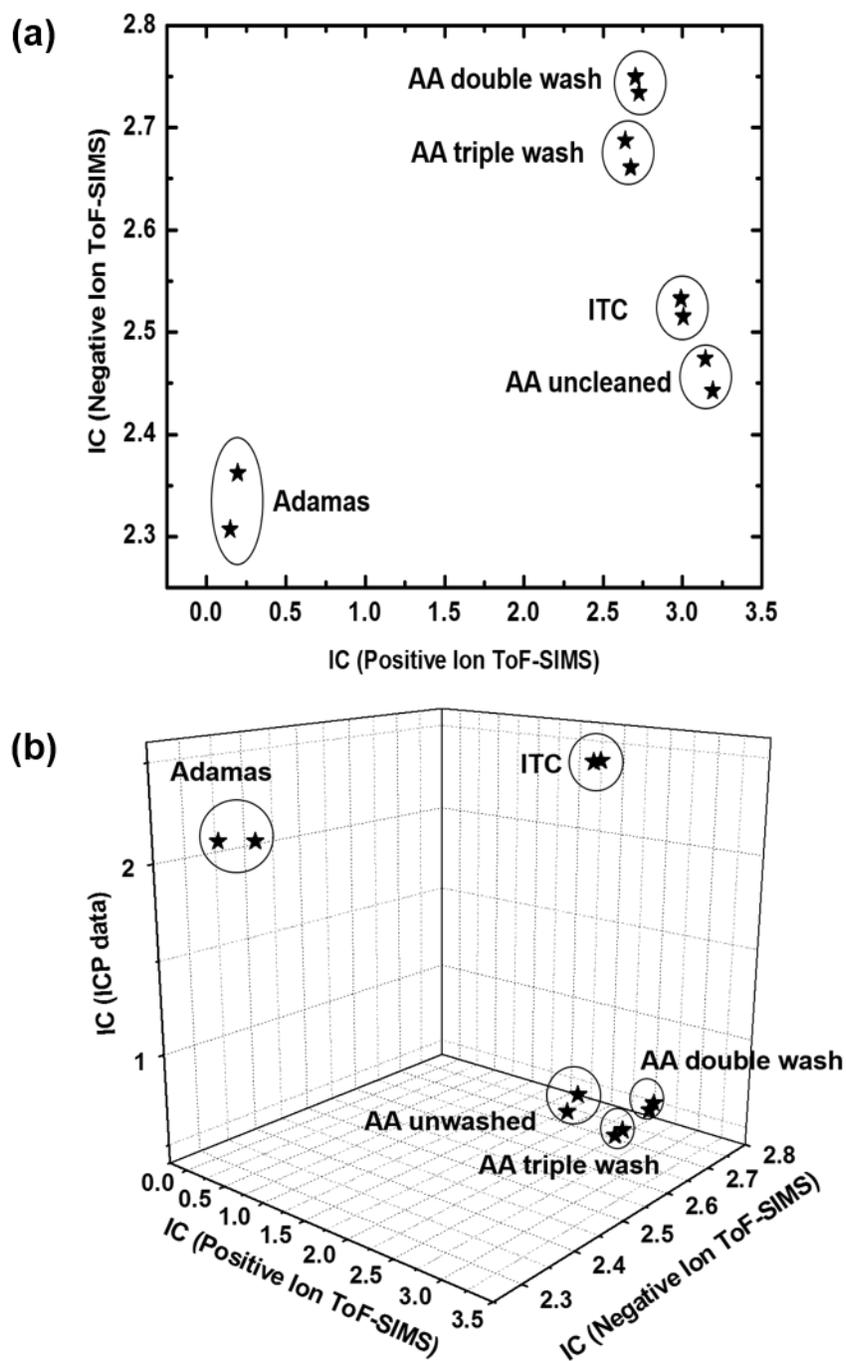 (a)
2.8
2.7
2.6
2.5
2.4
2.3
IC (Negative Ion ToF-SIMS)
AA double wash
AA triple wash
ITC
AA uncleaned
Adamas
0.0 0.5 1.0 1.5 2.0 2.5 3.0 3.5
IC (Positive Ion ToF-SIMS)
(b)
Adamas
ITC
2
1
IC (ICP data)
AA double wash
AA unwashed
AA triple wash
0.0 0.5 1.0 1.5 2.0 2.5 3.0 3.5
IC (Positive Ion ToF-SIMS)
2.3 2.4 2.5 2.6 2.7 2.8
IC (Negative Ion ToF-SIMS)